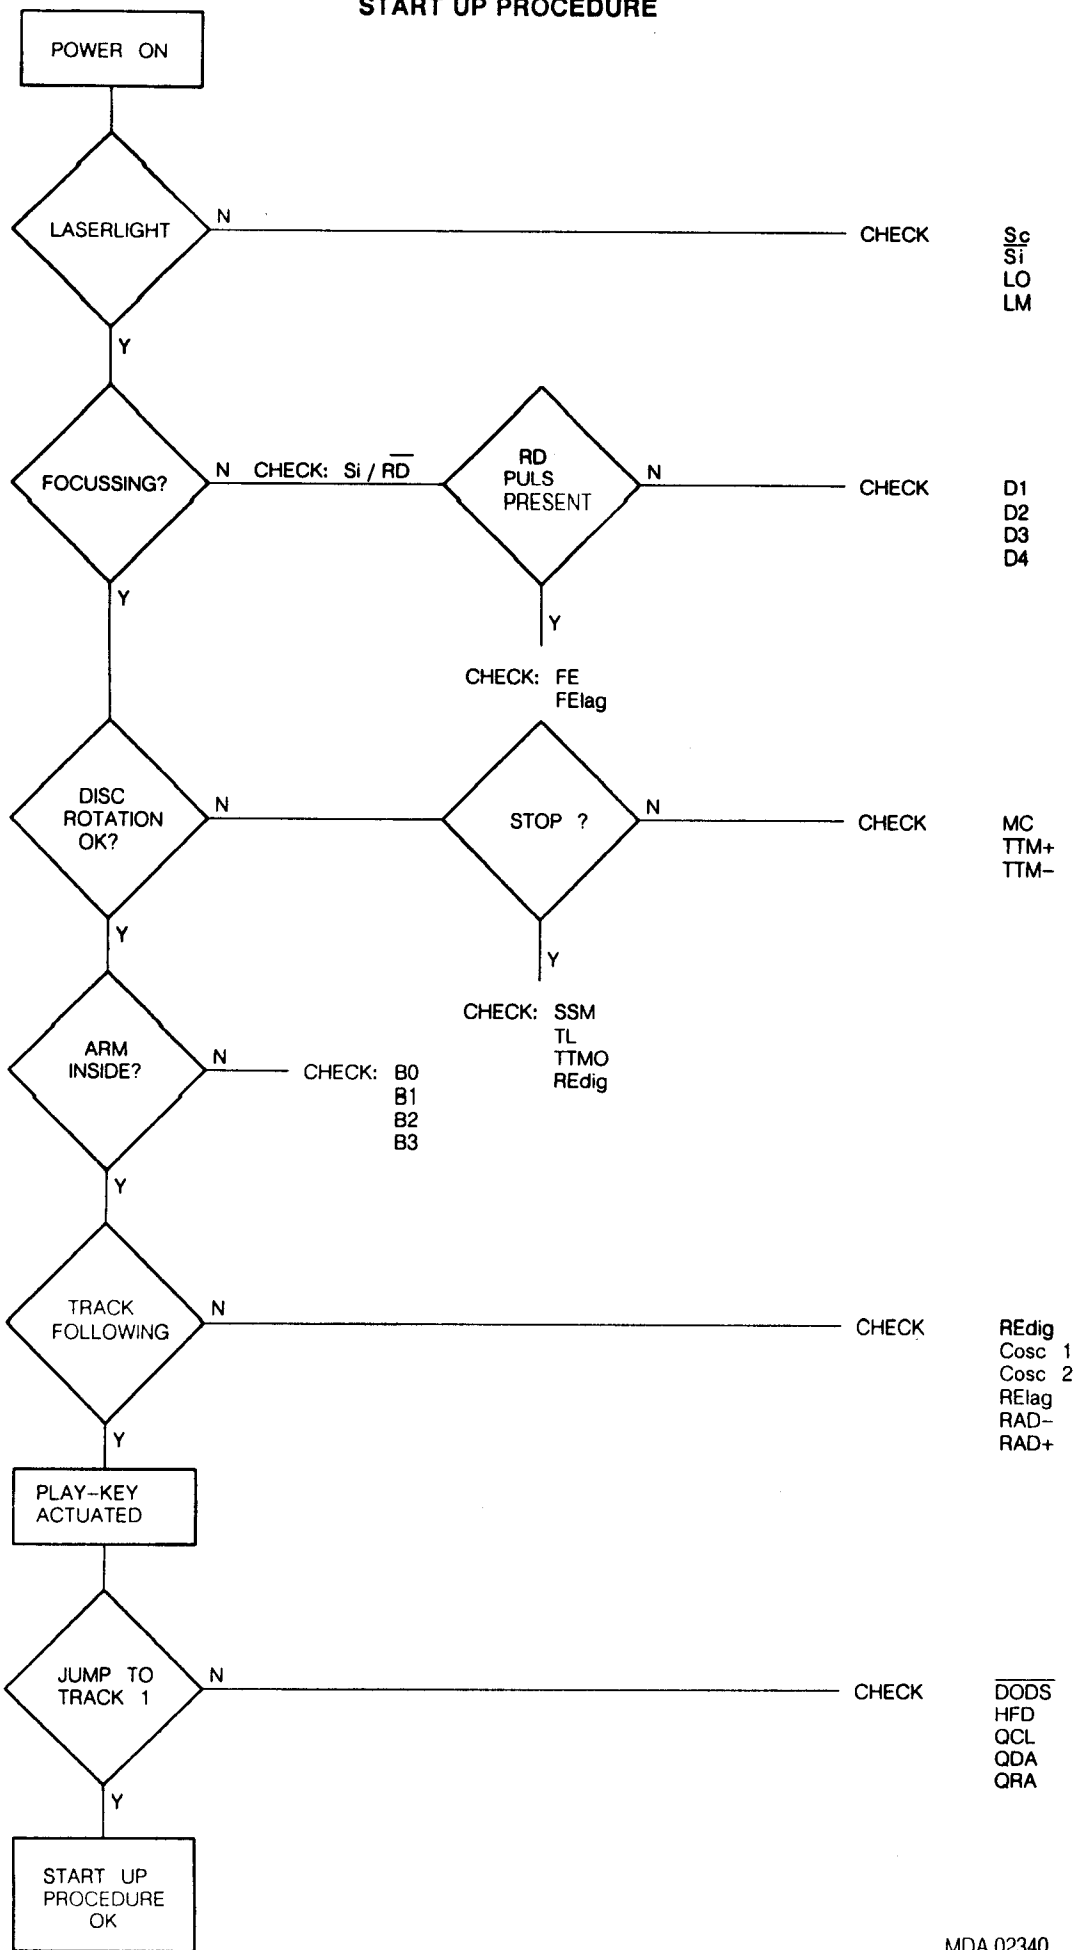 START UP PROCEDURE
POWER ON
LASERLIGHT
N
CHECK
Sc
S̅i̅
LO
LM
Y
FOCUSSING?
N
CHECK: Si / R̅D̅
RD
PULS
PRESENT
N
CHECK
D1
D2
D3
D4
Y
Y
CHECK: FE
FElag
DISC
ROTATION
OK?
N
STOP ?
N
CHECK
MC
TTM+
TTM-
Y
Y
CHECK: SSM
TL
TTMO
REdig
ARM
INSIDE?
N
CHECK: B0
B1
B2
B3
Y
TRACK
FOLLOWING
N
CHECK
REdig
Cosc 1
Cosc 2
RElag
RAD-
RAD+
Y
PLAY-KEY
ACTUATED
JUMP TO
TRACK 1
N
CHECK
D̅O̅D̅S̅
HFD
QCL
QDA
QRA
Y
START UP
PROCEDURE
OK
MDA 02340